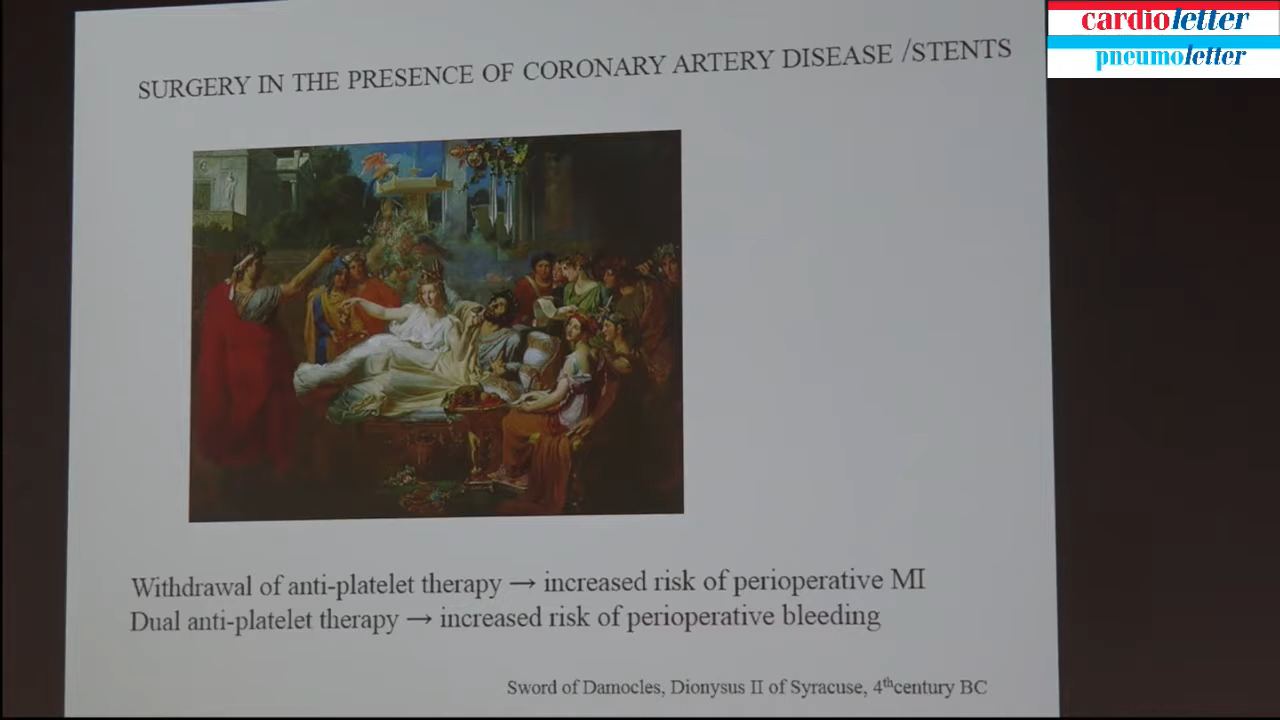 cardioletter
pneumoletter
SURGERY IN THE PRESENCE OF CORONARY ARTERY DISEASE /STENTS
Withdrawal of anti-platelet therapy → increased risk of perioperative MI
Dual anti-platelet therapy → increased risk of perioperative bleeding
Sword of Damocles, Dionysus II of Syracuse, 4thcentury BC